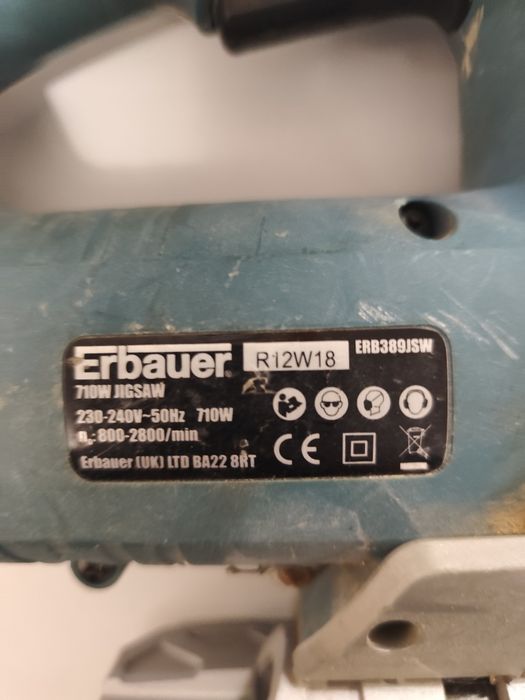 Erbauer R12W18 ERB389JSW
710W JIGSAW
230-240V~50Hz 710W
n₀: 800-2800/min
CE
Erbauer (UK) LTD BA22 8RT